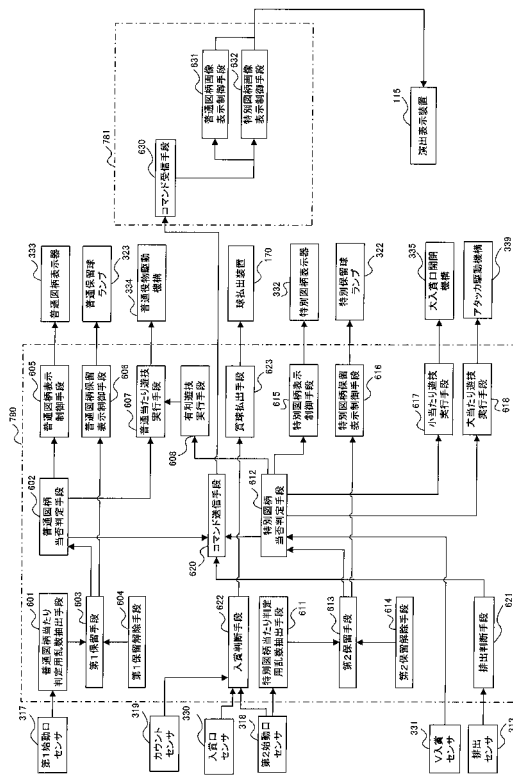 781
631
普通図柄画像
表示制御手段
632
特別図柄画像
表示制御手段
630
コマンド受信手段
115
演出表示装置
780
333
普通図柄表示器
323
普通保留球
ランプ
334
普通役物駆動
機構
170
球払出装置
332
特別図柄表示器
322
特別保留球
ランプ
335
大入賞口開閉
機構
339
アタッカ駆動機構
605
普通図柄表示
制御手段
606
普通図柄保留
表示制御手段
607
普通当たり遊技
実行手段
608
有利遊技
実行手段
623
賞球払出手段
615
特別図柄表示
制御手段
616
特別図柄保留
表示制御手段
617
小当たり遊技
実行手段
618
大当たり遊技
実行手段
602
普通図柄
当否判定手段
620
コマンド送信手段
612
特別図柄
当否判定手段
601
普通図柄当たり
判定用乱数抽出手段
603
第1保留手段
604
第1保留解除手段
622
入賞判断手段
611
特別図柄当たり判定
用乱数抽出手段
613
第2保留手段
614
第2保留解除手段
621
排出判断手段
317
第1始動口
センサ
319
カウント
センサ
330
入賞口
センサ
318
第2始動口
センサ
331
V入賞
センサ
排出
センサ